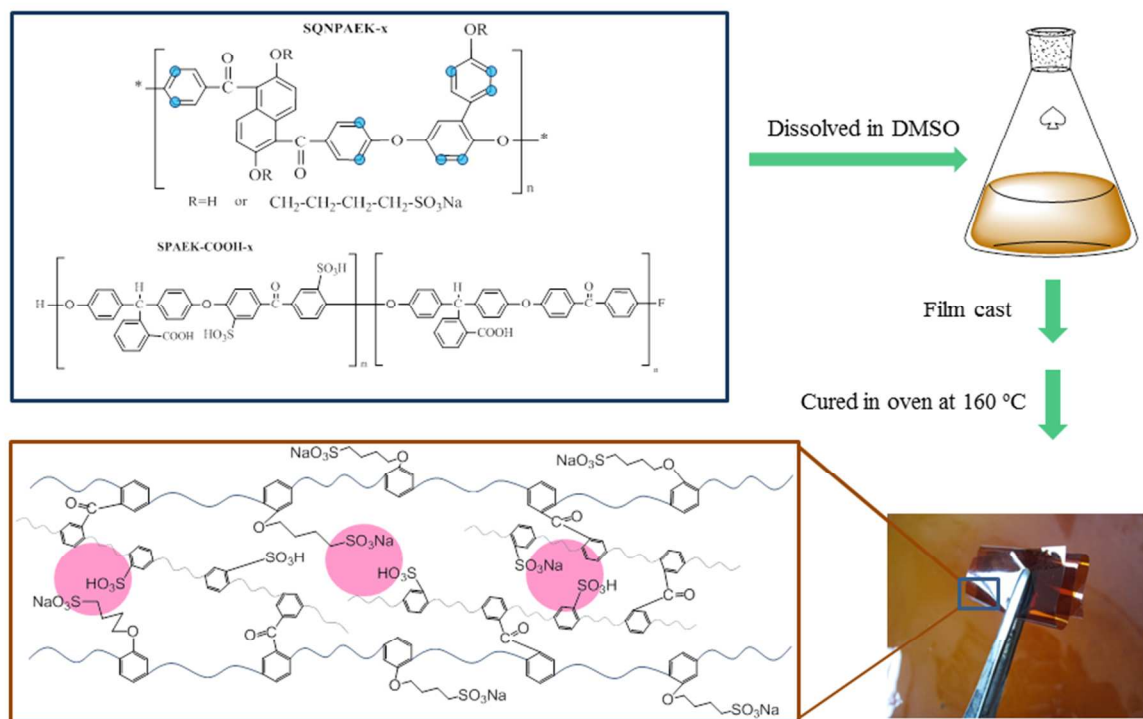 SQNPAEK-x
OR
OR
O
C
*
O
O
*
C
O
OR
n
R=H or CH₂-CH₂-CH₂-CH₂-SO₃Na
SPAEK-COOH-x
SO₃H
H
O
C
O
O
C
O
H
C
O
O
C
F
COOH
HO₃S
COOH
n
Dissolved in DMSO
Film cast
Cured in oven at 160 °C
NaO₃S
O
NaO₃S
O
O
O
O
SO₃H
SO₃Na
HO₃S
SO₃Na
SO₃H
HO₃S
NaO₃S
O
O
O
O
O
SO₃Na
O
SO₃Na